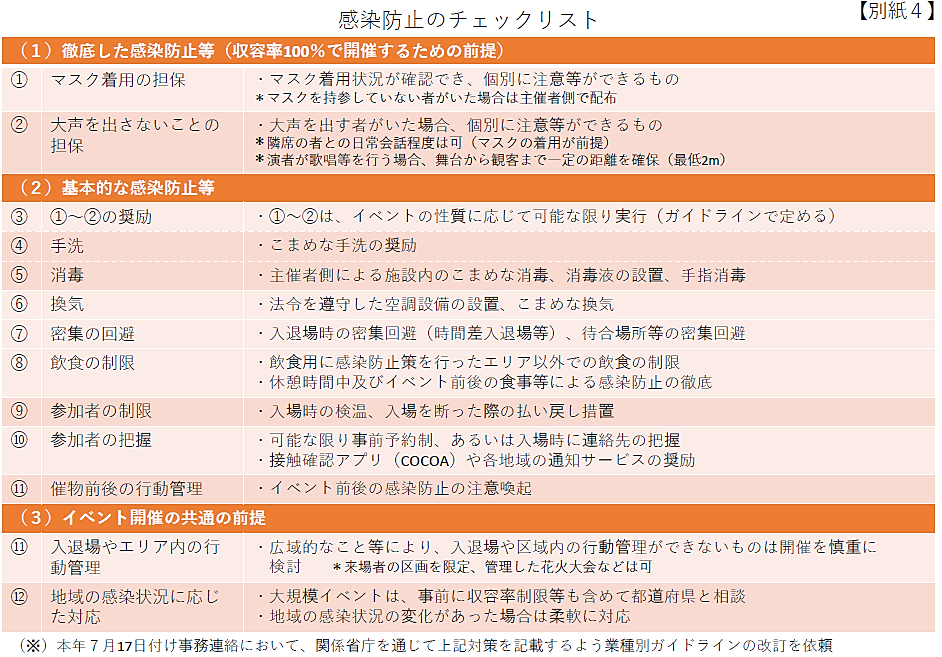 【別紙４】
感染防止のチェックリスト
（１）徹底した感染防止等（収容率100％で開催するための前提）
① マスク着用の担保 ・マスク着用状況が確認でき、個別に注意等ができるもの
＊マスクを持参していない者がいた場合は主催者側で配布
② 大声を出さないことの ・大声を出す者がいた場合、個別に注意等ができるもの
担保 ＊隣席の者との日常会話程度は可（マスクの着用が前提）
＊演者が歌唱等を行う場合、舞台から観客まで一定の距離を確保（最低2m）
（２）基本的な感染防止等
③ ①～②の奨励 ・①～②は、イベントの性質に応じて可能な限り実行（ガイドラインで定める）
④ 手洗 ・こまめな手洗の奨励
⑤ 消毒 ・主催者側による施設内のこまめな消毒、消毒液の設置、手指消毒
⑥ 換気 ・法令を遵守した空調設備の設置、こまめな換気
⑦ 密集の回避 ・入退場時の密集回避（時間差入退場等）、待合場所等の密集回避
⑧ 飲食の制限 ・飲食用に感染防止策を行ったエリア以外での飲食の制限
・休憩時間中及びイベント前後の食事等による感染防止の徹底
⑨ 参加者の制限 ・入場時の検温、入場を断った際の払い戻し措置
⑩ 参加者の把握 ・可能な限り事前予約制、あるいは入場時に連絡先の把握
・接触確認アプリ（COCOA）や各地域の通知サービスの奨励
⑪ 催物前後の行動管理 ・イベント前後の感染防止の注意喚起
（３）イベント開催の共通の前提
⑪ 入退場やエリア内の行 ・広域的なこと等により、入退場や区域内の行動管理ができないものは開催を慎重に
動管理 検討 ＊来場者の区画を限定、管理した花火大会などは可
⑫ 地域の感染状況に応じ ・大規模イベントは、事前に収容率制限等も含めて都道府県と相談
た対応 ・地域の感染状況の変化があった場合は柔軟に対応
（※）本年７月17日付け事務連絡において、関係省庁を通じて上記対策を記載するよう業種別ガイドラインの改訂を依頼